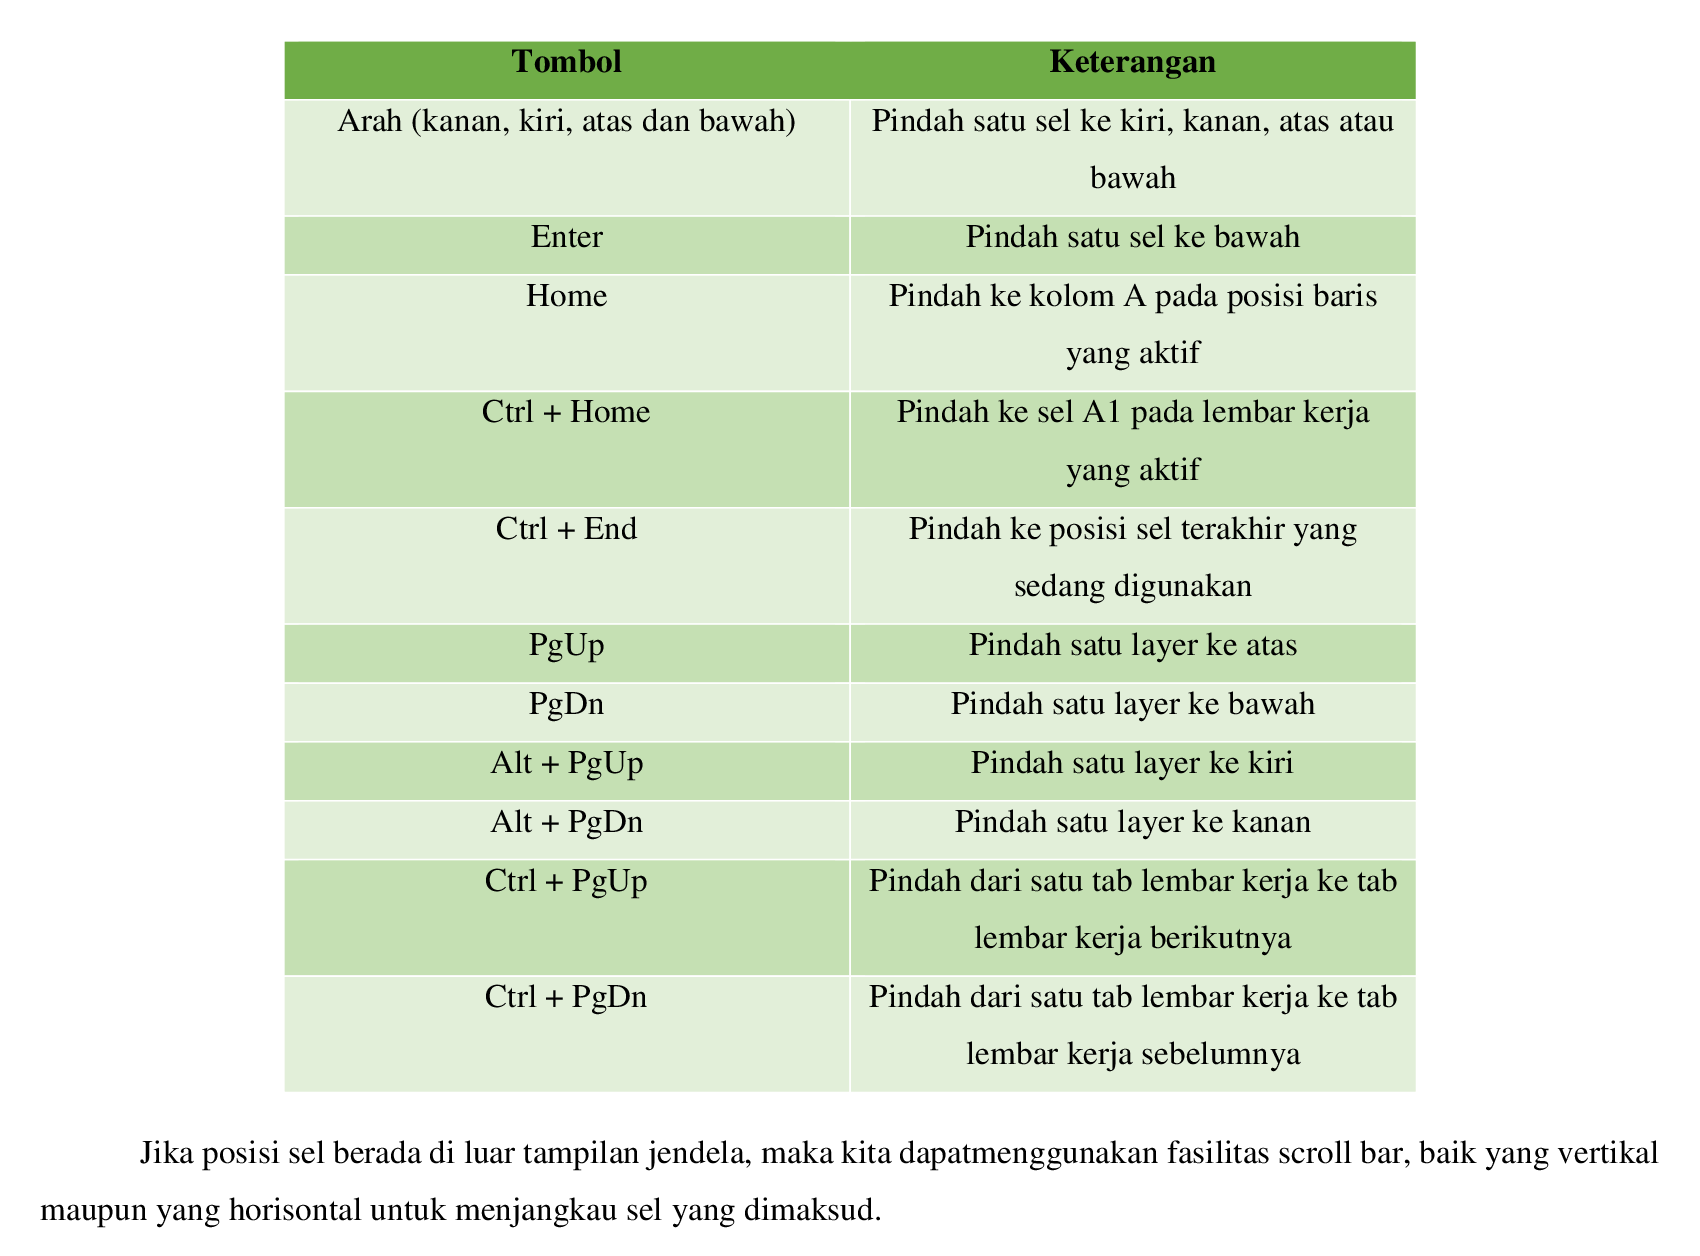 Tombol Keterangan
Arah (kanan, kiri, atas dan bawah) Pindah satu sel ke kiri, kanan, atas atau
bawah
Enter Pindah satu sel ke bawah
Home Pindah ke kolom A pada posisi baris
yang aktif
Ctrl + Home Pindah ke sel A1 pada lembar kerja
yang aktif
Ctrl + End Pindah ke posisi sel terakhir yang
sedang digunakan
PgUp Pindah satu layer ke atas
PgDn Pindah satu layer ke bawah
Alt + PgUp Pindah satu layer ke kiri
Alt + PgDn Pindah satu layer ke kanan
Ctrl + PgUp Pindah dari satu tab lembar kerja ke tab
lembar kerja berikutnya
Ctrl + PgDn Pindah dari satu tab lembar kerja ke tab
lembar kerja sebelumnya
Jika posisi sel berada di luar tampilan jendela, maka kita dapatmenggunakan fasilitas scroll bar, baik yang vertikal
maupun yang horisontal untuk menjangkau sel yang dimaksud.